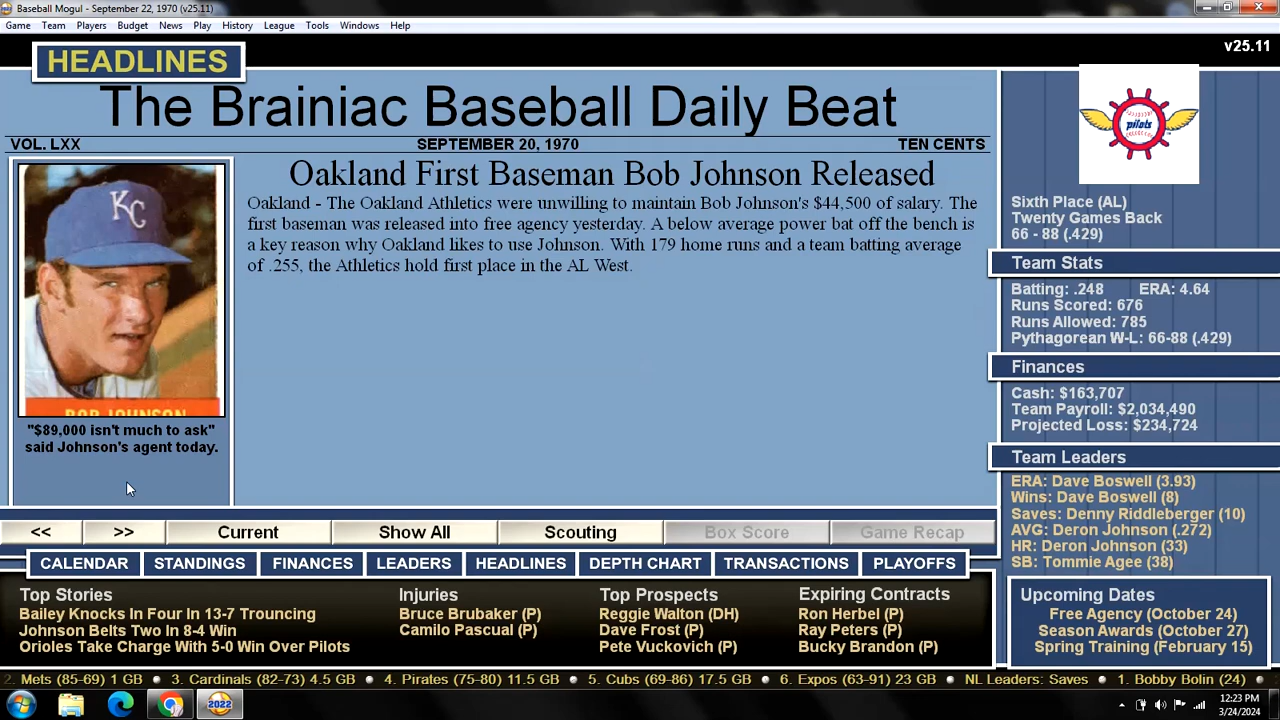 Baseball Mogul - September 22, 1970 (v25.11)
Game Team Players Budget News Play History League Tools Windows Help
HEADLINES
v25.11
The Brainiac Baseball Daily Beat
VOL. LXX SEPTEMBER 20, 1970 TEN CENTS
Oakland First Baseman Bob Johnson Released
Oakland - The Oakland Athletics were unwilling to maintain Bob Johnson's $44,500 of salary. The
first baseman was released into free agency yesterday. A below average power bat off the bench is
a key reason why Oakland likes to use Johnson. With 179 home runs and a team batting average
of .255, the Athletics hold first place in the AL West.
KC
BOB JOHNSON
"$89,000 isn't much to ask"
said Johnson's agent today.
pilots
Sixth Place (AL)
Twenty Games Back
66 - 88 (.429)
Team Stats
Batting: .248 ERA: 4.64
Runs Scored: 676
Runs Allowed: 785
Pythagorean W-L: 66-88 (.429)
Finances
Cash: $163,707
Team Payroll: $2,034,490
Projected Loss: $234,724
Team Leaders
ERA: Dave Boswell (3.93)
Wins: Dave Boswell (8)
Saves: Denny Riddleberger (10)
AVG: Deron Johnson (.272)
HR: Deron Johnson (33)
SB: Tommie Agee (38)
<< >> Current Show All Scouting Box Score Game Recap
CALENDAR STANDINGS FINANCES LEADERS HEADLINES DEPTH CHART TRANSACTIONS PLAYOFFS
Top Stories
Bailey Knocks In Four In 13-7 Trouncing
Johnson Belts Two In 8-4 Win
Orioles Take Charge With 5-0 Win Over Pilots
Injuries
Bruce Brubaker (P)
Camilo Pascual (P)
Top Prospects
Reggie Walton (DH)
Dave Frost (P)
Pete Vuckovich (P)
Expiring Contracts
Ron Herbel (P)
Ray Peters (P)
Bucky Brandon (P)
Upcoming Dates
Free Agency (October 24)
Season Awards (October 27)
Spring Training (February 15)
2. Mets (85-69) 1 GB • 3. Cardinals (82-73) 4.5 GB • 4. Pirates (75-80) 11.5 GB • 5. Cubs (69-86) 17.5 GB • 6. Expos (63-91) 23 GB • NL Leaders: Saves • 1. Bobby Bolin (24) •
2022
12:23 PM
3/24/2024